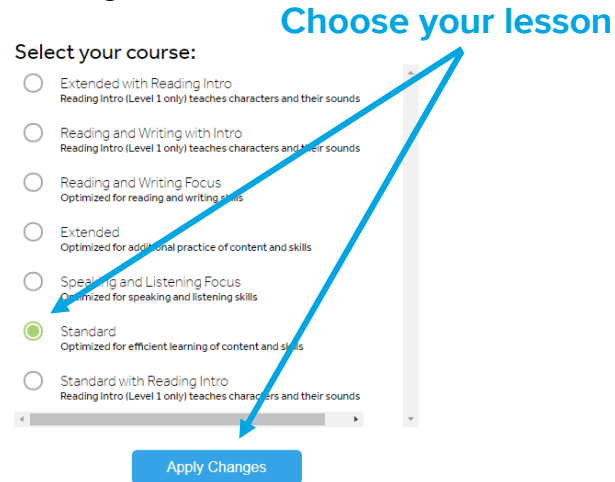 Choose your lesson
Select your course:
Extended with Reading Intro
Reading Intro (Level 1 only) teaches characters and their sounds
Reading and Writing with Intro
Reading Intro (Level 1 only) teaches characters and their sounds
Reading and Writing Focus
Optimized for reading and writing skills
Extended
Optimized for additional practice of content and skills
Speaking and Listening Focus
Optimized for speaking and listening skills
Standard
Optimized for efficient learning of content and skills
Standard with Reading Intro
Reading Intro (Level 1 only) teaches characters and their sounds
Apply Changes